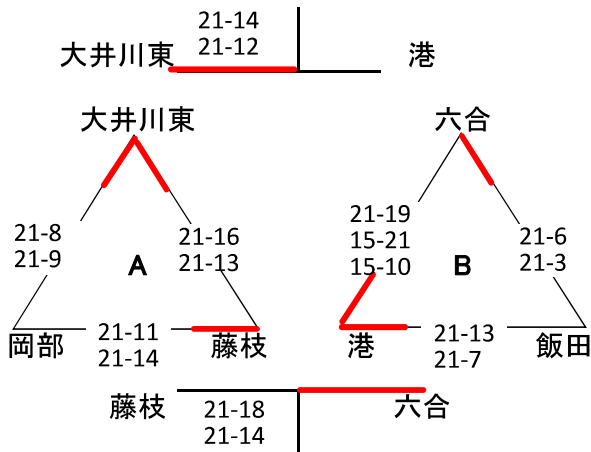 21-14
21-12
大井川東
港
大井川東
六合
21-8
21-9
21-16
21-13
A
21-19
15-21
15-10
21-6
21-3
B
岡部
21-11
21-14
藤枝
港
21-13
21-7
飯田
藤枝
21-18
21-14
六合